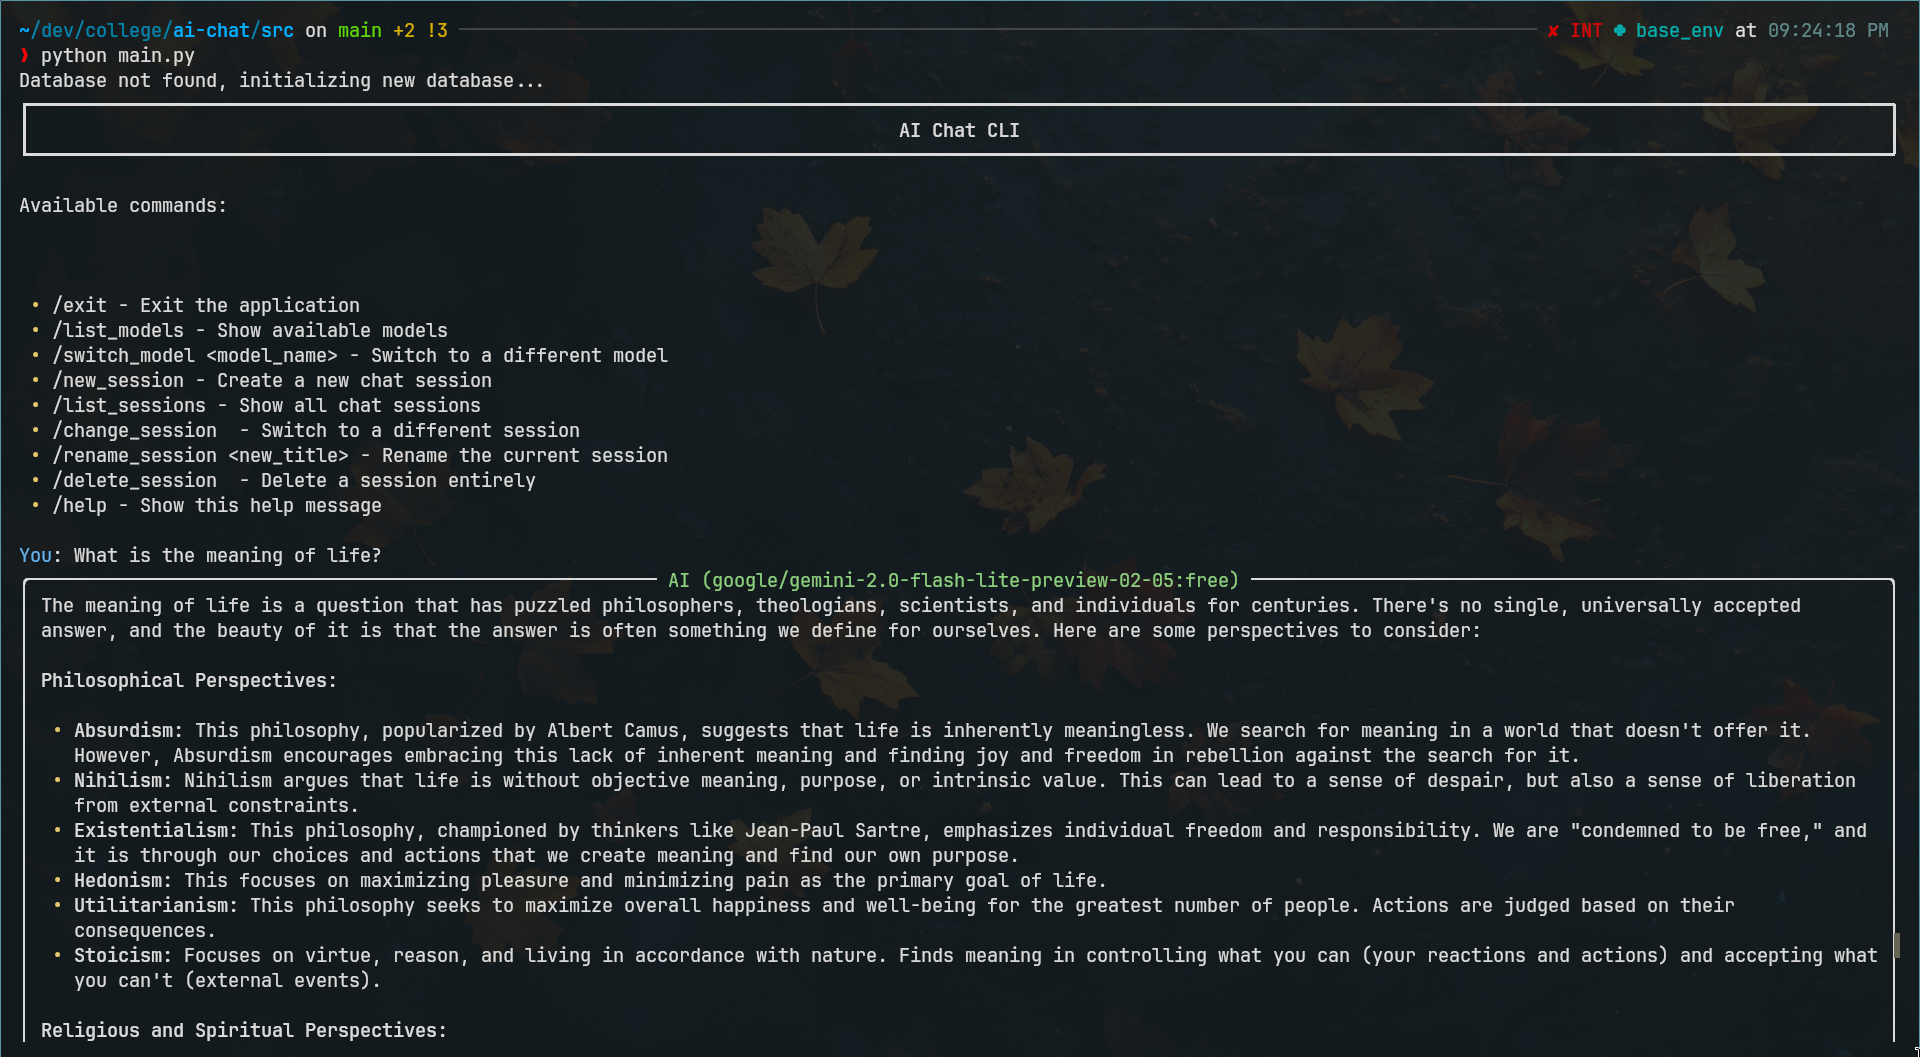 ~/dev/college/ai-chat/src on main +2 !3 ✘ INT base_env at 09:24:18 PM
❯ python main.py
Database not found, initializing new database...
AI Chat CLI
Available commands:
• /exit - Exit the application
• /list_models - Show available models
• /switch_model <model_name> - Switch to a different model
• /new_session - Create a new chat session
• /list_sessions - Show all chat sessions
• /change_session  - Switch to a different session
• /rename_session <new_title> - Rename the current session
• /delete_session  - Delete a session entirely
• /help - Show this help message
You: What is the meaning of life?
AI (google/gemini-2.0-flash-lite-preview-02-05:free)
The meaning of life is a question that has puzzled philosophers, theologians, scientists, and individuals for centuries. There's no single, universally accepted
answer, and the beauty of it is that the answer is often something we define for ourselves. Here are some perspectives to consider:
Philosophical Perspectives:
• Absurdism: This philosophy, popularized by Albert Camus, suggests that life is inherently meaningless. We search for meaning in a world that doesn't offer it.
However, Absurdism encourages embracing this lack of inherent meaning and finding joy and freedom in rebellion against the search for it.
• Nihilism: Nihilism argues that life is without objective meaning, purpose, or intrinsic value. This can lead to a sense of despair, but also a sense of liberation
from external constraints.
• Existentialism: This philosophy, championed by thinkers like Jean-Paul Sartre, emphasizes individual freedom and responsibility. We are "condemned to be free," and
it is through our choices and actions that we create meaning and find our own purpose.
• Hedonism: This focuses on maximizing pleasure and minimizing pain as the primary goal of life.
• Utilitarianism: This philosophy seeks to maximize overall happiness and well-being for the greatest number of people. Actions are judged based on their
consequences.
• Stoicism: Focuses on virtue, reason, and living in accordance with nature. Finds meaning in controlling what you can (your reactions and actions) and accepting what
you can't (external events).
Religious and Spiritual Perspectives: